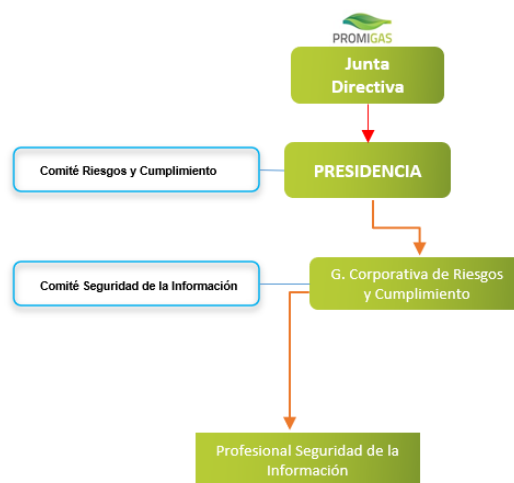 PROMIGAS
Junta
Directiva
Comité Riesgos y Cumplimiento
PRESIDENCIA
Comité Seguridad de la Información
G. Corporativa de Riesgos
y Cumplimiento
Profesional Seguridad de la
Información